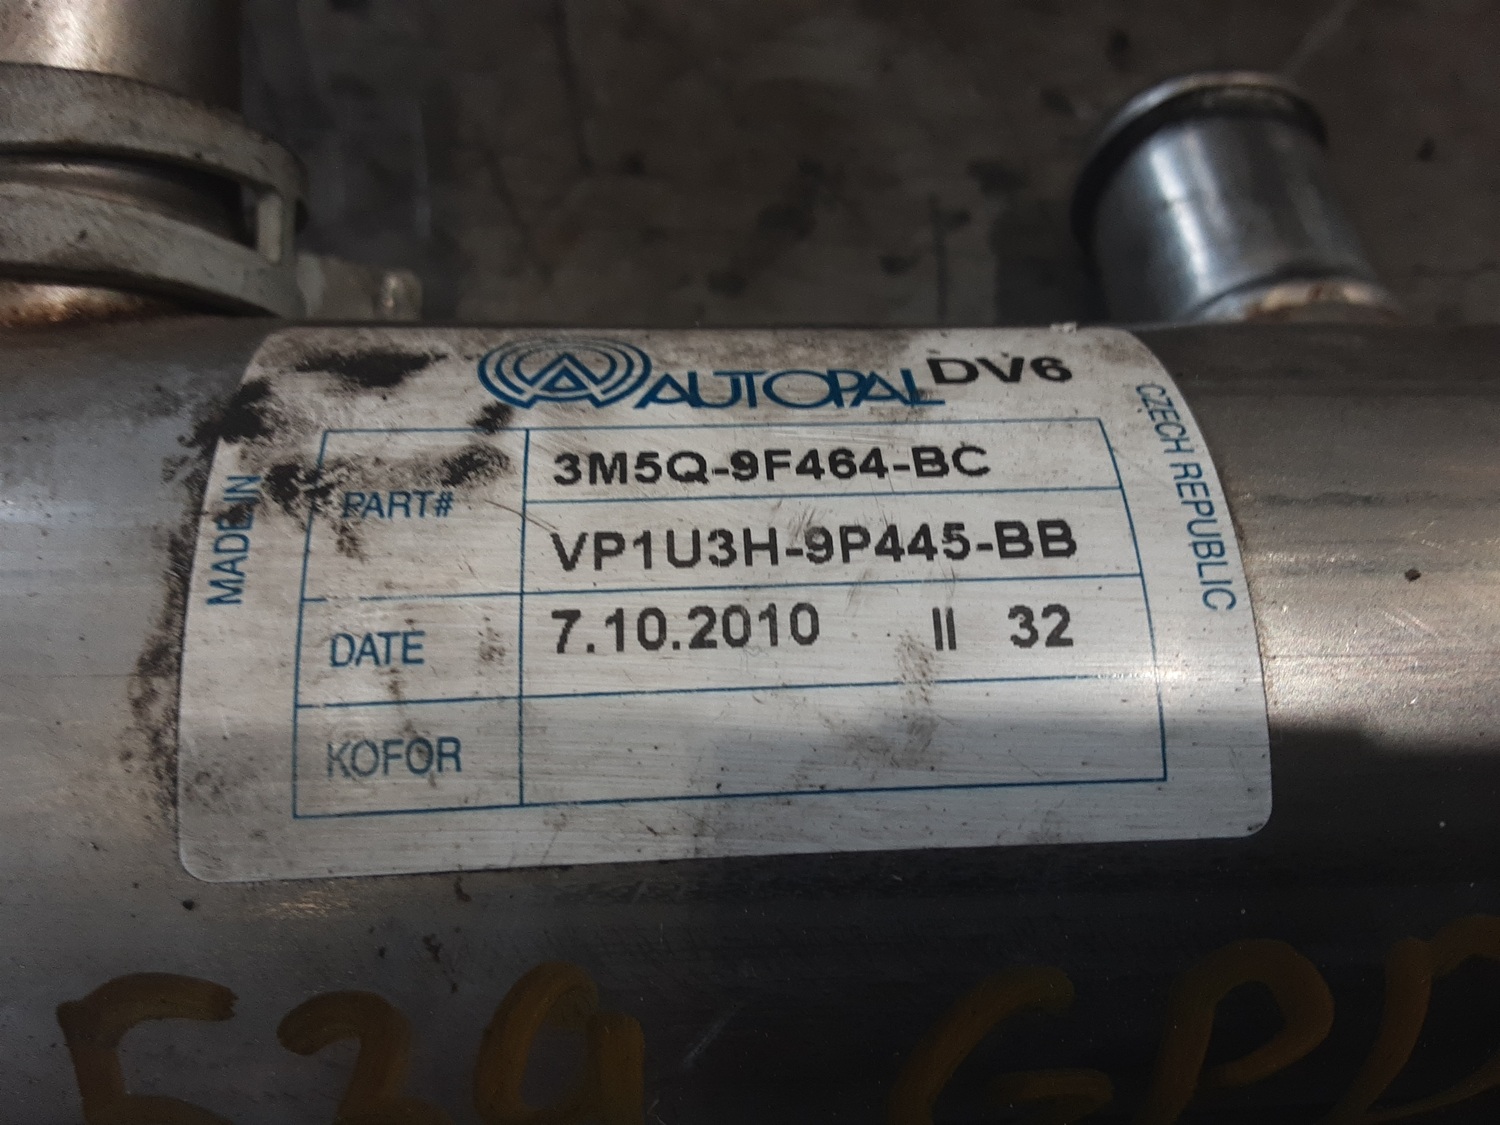 AUTOPAL DV6
MADE IN
CZECH REPUBLIC
PART#
3M5Q-9F464-BC
VP1U3H-9P445-BB
DATE
7.10.2010 II 32
KOFOR